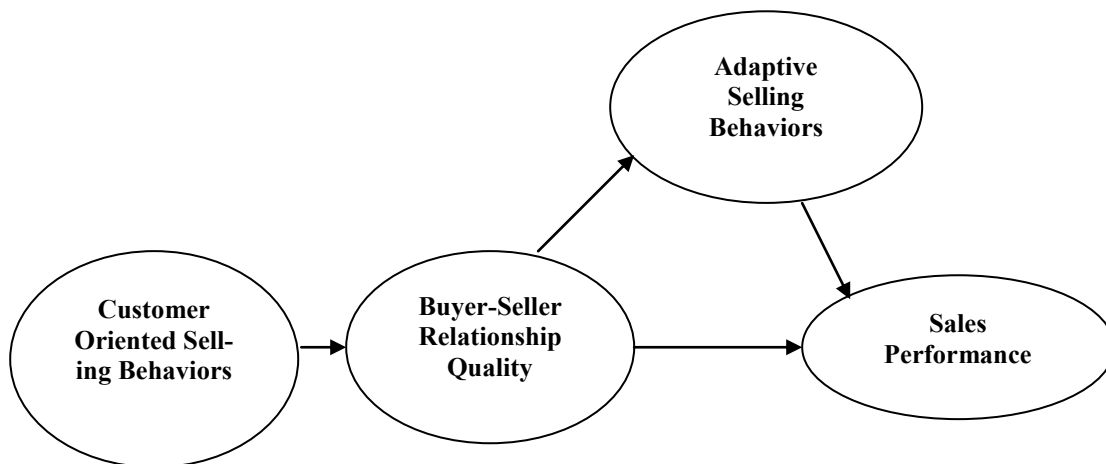 Adaptive
Selling
Behaviors
Customer
Oriented Sell-
ing Behaviors
Buyer-Seller
Relationship
Quality
Sales
Performance